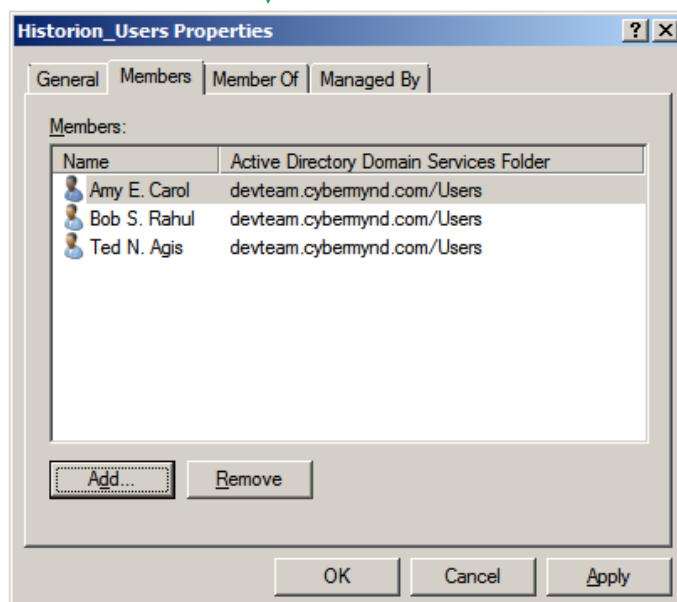 Historion_Users Properties
General Members Member Of Managed By
Members:
Name Active Directory Domain Services Folder
Amy E. Carol devteam.cybermynd.com/Users
Bob S. Rahul devteam.cybermynd.com/Users
Ted N. Agis devteam.cybermynd.com/Users
Add... Remove
OK Cancel Apply